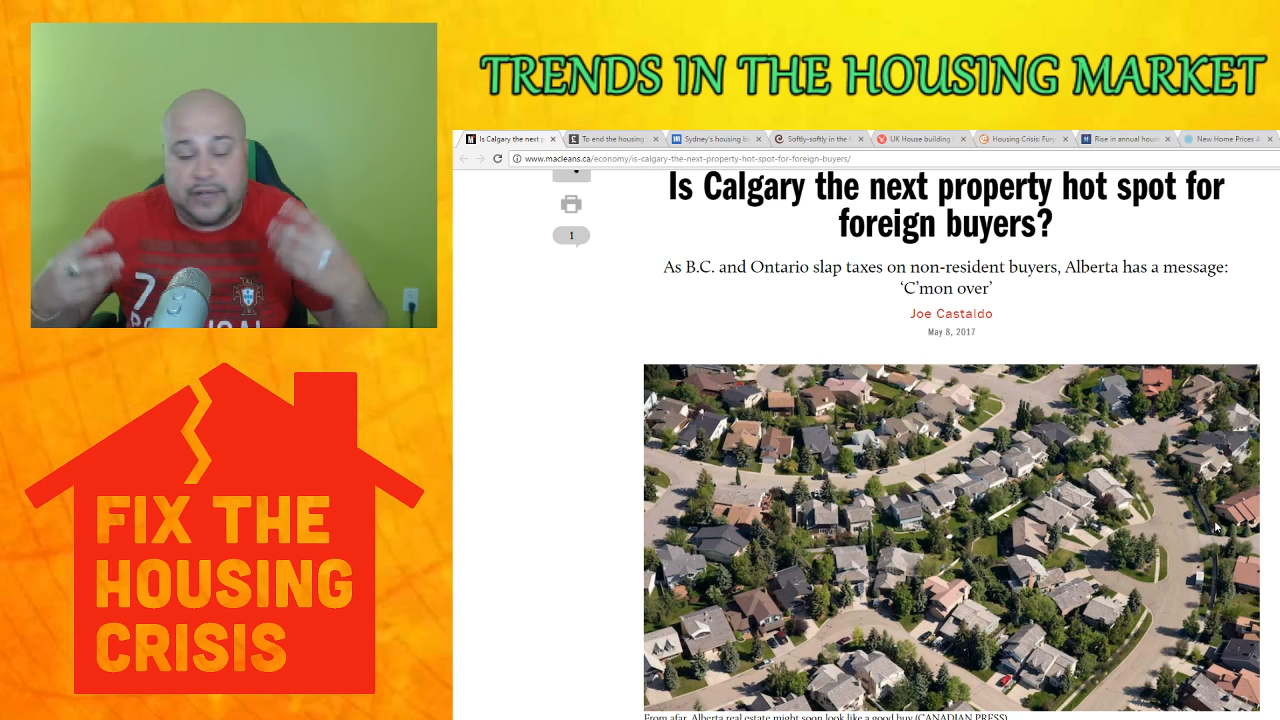 TRENDS IN THE HOUSING MARKET
Is Calgary the next p
To end the housing
Sydney's housing b
Softly-softly in the
UK House building
Housing Crisis: Fury
Rise in annual hous
New Home Prices A
www.macleans.ca/economy/is-calgary-the-next-property-hot-spot-for-foreign-buyers/
Is Calgary the next property hot spot for
foreign buyers?
1
As B.C. and Ontario slap taxes on non-resident buyers, Alberta has a message:
‘C’mon over’
Joe Castaldo
May 8, 2017
7
PORTUGAL
FIX THE
HOUSING
CRISIS
From afar, Alberta real estate might soon look like a good buy (CANADIAN PRESS)